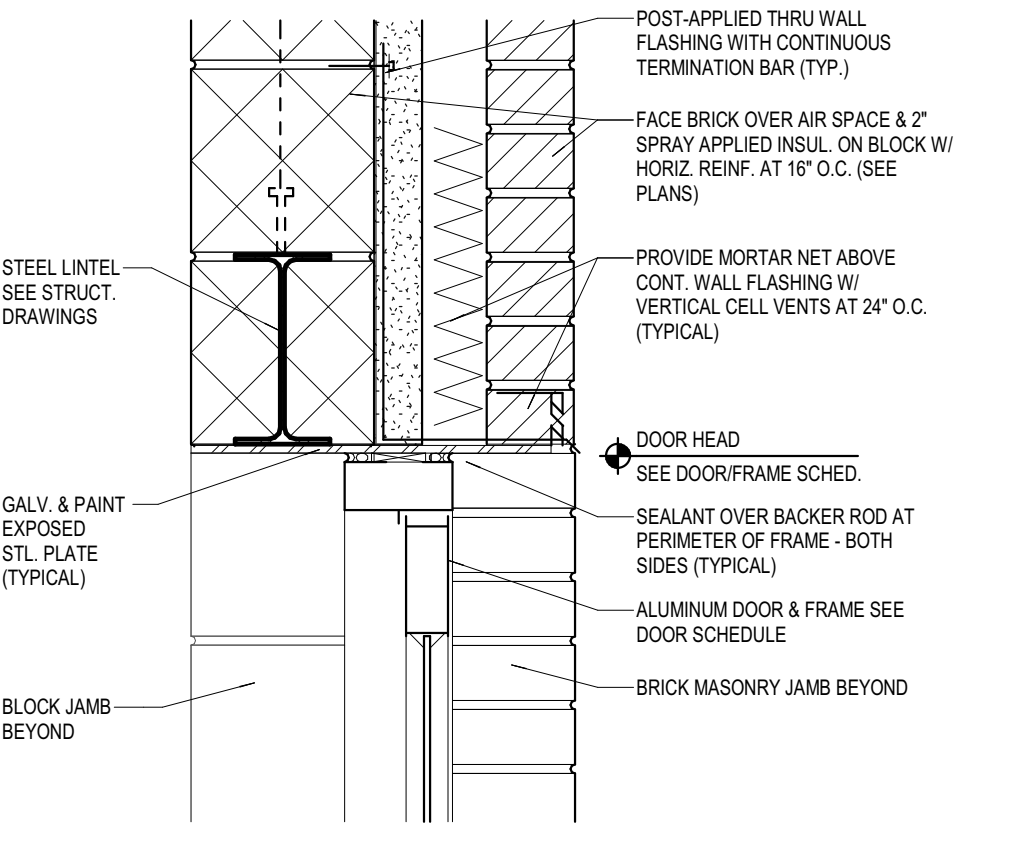 POST-APPLIED THRU WALL
FLASHING WITH CONTINUOUS
TERMINATION BAR (TYP.)
FACE BRICK OVER AIR SPACE & 2"
SPRAY APPLIED INSUL. ON BLOCK W/
HORIZ. REINF. AT 16" O.C. (SEE
PLANS)
STEEL LINTEL
SEE STRUCT.
DRAWINGS
PROVIDE MORTAR NET ABOVE
CONT. WALL FLASHING W/
VERTICAL CELL VENTS AT 24" O.C.
(TYPICAL)
DOOR HEAD
SEE DOOR/FRAME SCHED.
GALV. & PAINT
EXPOSED
STL. PLATE
(TYPICAL)
SEALANT OVER BACKER ROD AT
PERIMETER OF FRAME - BOTH
SIDES (TYPICAL)
ALUMINUM DOOR & FRAME SEE
DOOR SCHEDULE
BRICK MASONRY JAMB BEYOND
BLOCK JAMB
BEYOND